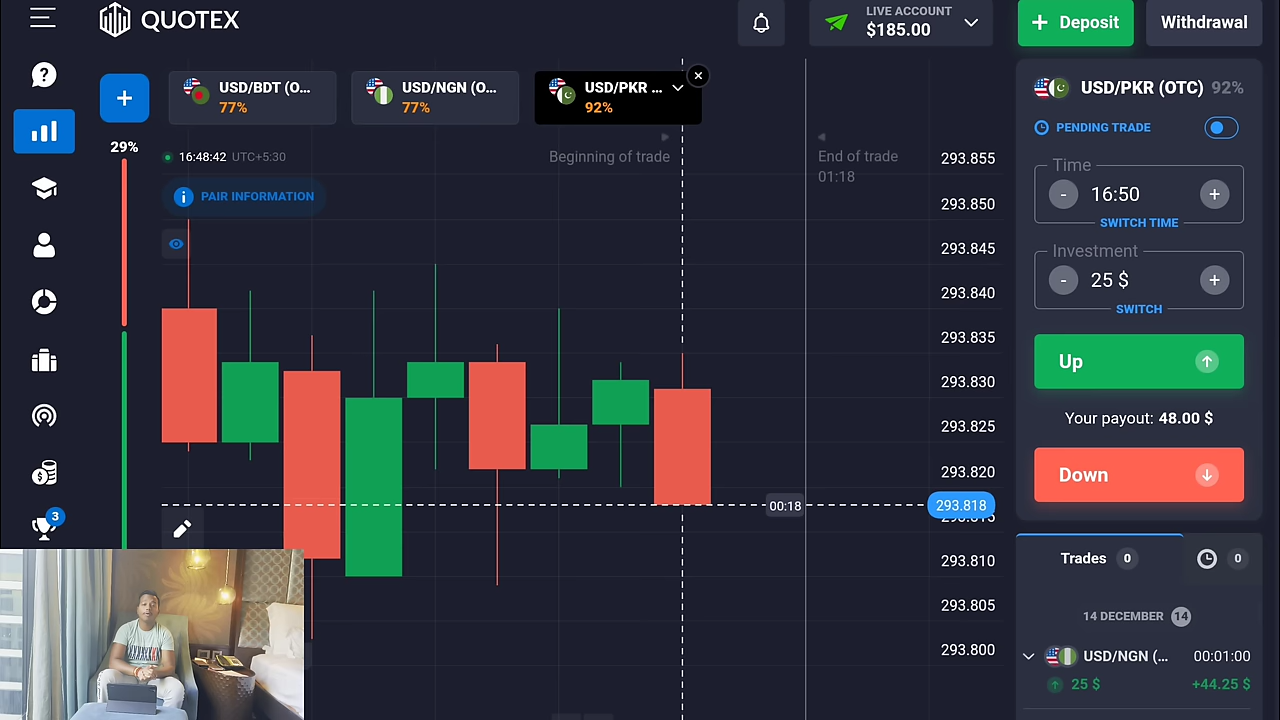 QUOTEX
LIVE ACCOUNT
$185.00
+ Deposit
Withdrawal
USD/BDT (O...
77%
USD/NGN (O...
77%
USD/PKR ...
92%
29%
16:48:42 UTC+5:30
Beginning of trade
End of trade
01:18
PAIR INFORMATION
293.855
293.850
293.845
293.840
293.835
293.830
293.825
293.820
00:18
293.818
293.815
293.810
293.805
293.800
3
USD/PKR (OTC) 92%
PENDING TRADE
Time
- 16:50 +
SWITCH TIME
Investment
- 25 $ +
SWITCH
Up
Your payout: 48.00 $
Down
Trades 0
0
14 DECEMBER 14
USD/NGN (... 00:01:00
25 $ +44.25 $